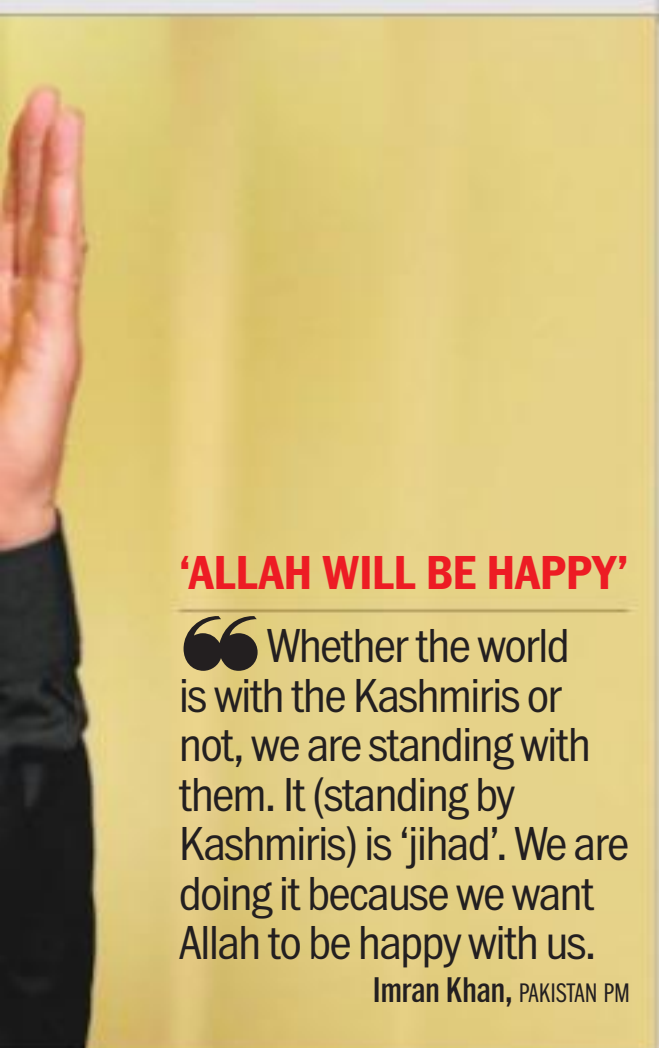 ‘ALLAH WILL BE HAPPY’
“ Whether the world
is with the Kashmiris or
not, we are standing with
them. It (standing by
Kashmiris) is ‘jihad’. We are
doing it because we want
Allah to be happy with us.
Imran Khan, PAKISTAN PM